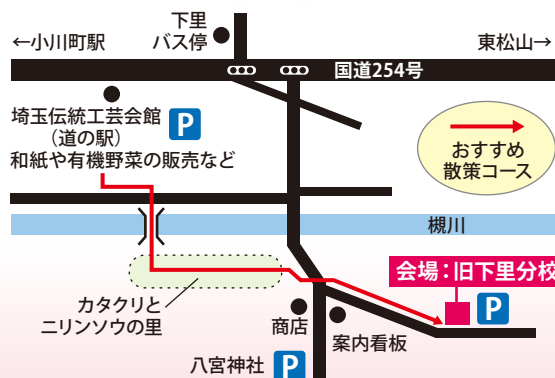 下里
バス停
←小川町駅
東松山→
国道254号
埼玉伝統工芸会館
（道の駅）
和紙や有機野菜の販売など
P
おすすめ
散策コース
槻川
会場：旧下里分校
P
カタクリと
ニリンソウの里
商店
案内看板
八宮神社
P